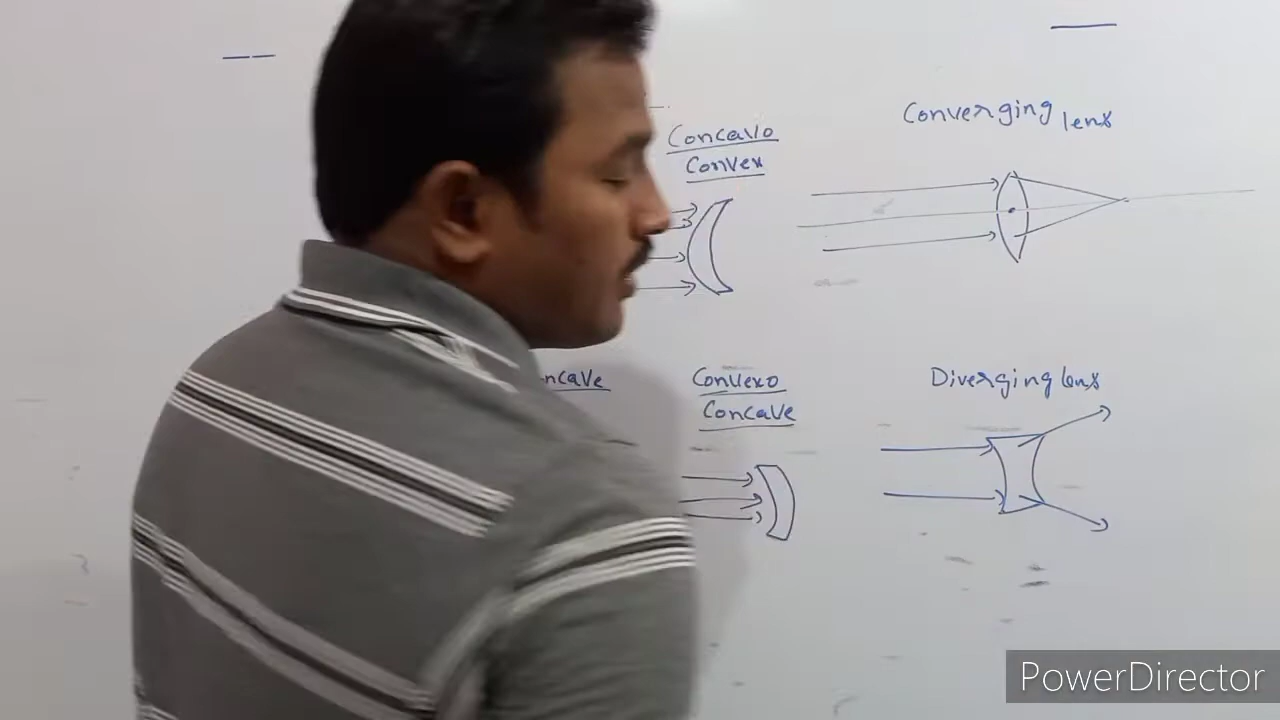 Concavo
Convex
Converging lens
ncave
Convexo
Concave
Diverging lens
PowerDirector